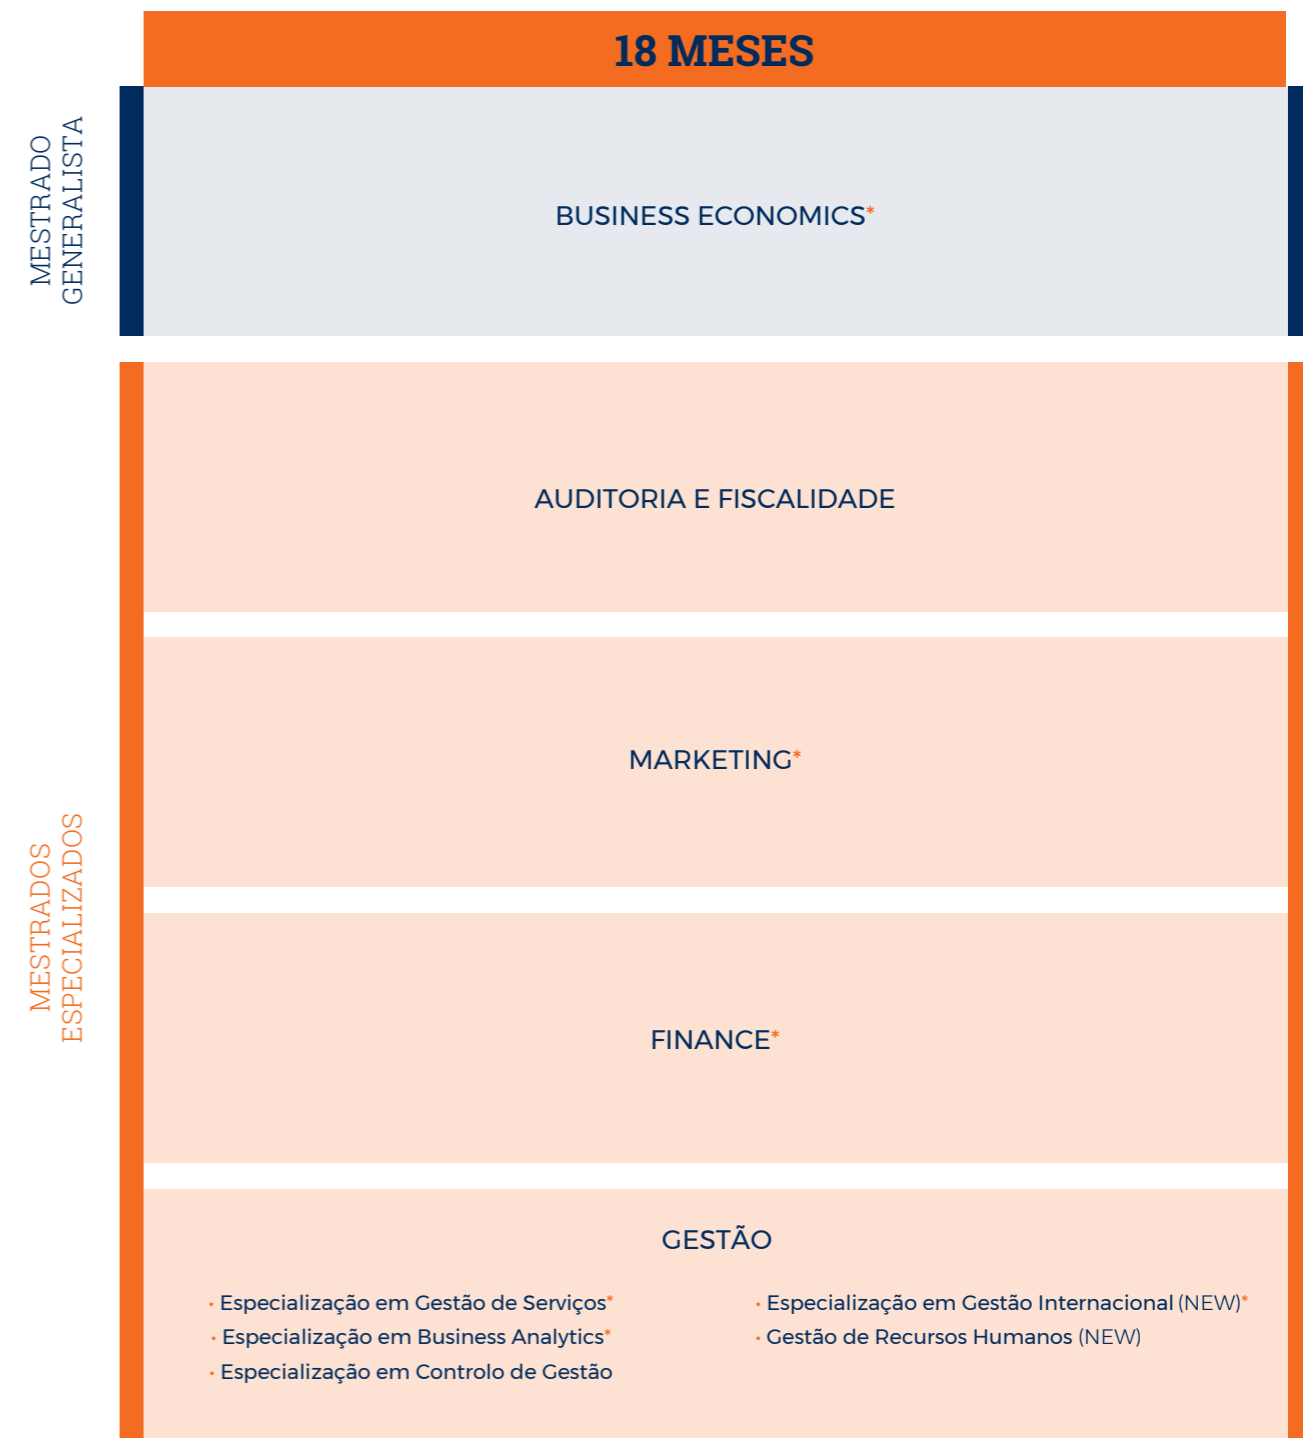 18 MESES
MESTRADO
GENERALISTA
BUSINESS ECONOMICS*
MESTRADOS
ESPECIALIZADOS
AUDITORIA E FISCALIDADE
MARKETING*
FINANCE*
GESTÃO
• Especialização em Gestão de Serviços*
• Especialização em Business Analytics*
• Especialização em Controlo de Gestão
• Especialização em Gestão Internacional (NEW)*
• Gestão de Recursos Humanos (NEW)